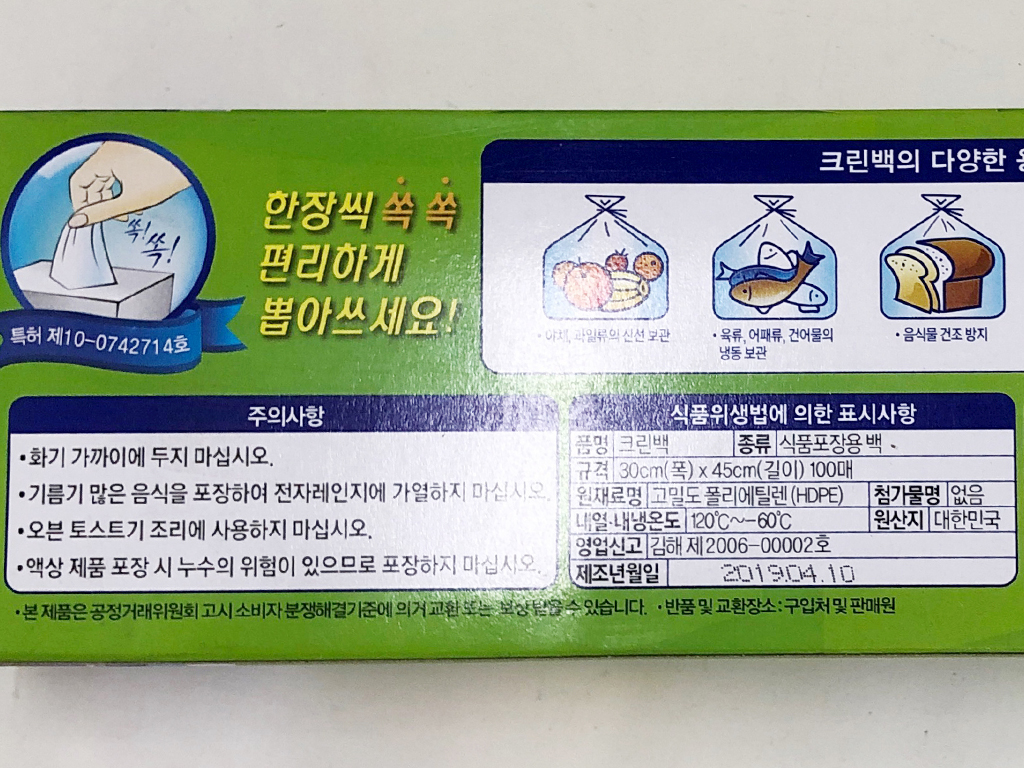 쏙!
쏙!
특허 제10-0742714호
한장씩 쏙 쏙
편리하게
뽑아쓰세요!
크린백의 다양한
• 야채, 과일류의 신선 보관
• 육류, 어패류, 건어물의
냉동 보관
• 음식물 건조 방지
주의사항
•화기 가까이에 두지 마십시오.
•기름기 많은 음식을 포장하여 전자레인지에 가열하지 마십시오.
•오븐 토스트기 조리에 사용하지 마십시오.
•액상 제품 포장 시 누수의 위험이 있으므로 포장하지 마십시오.
식품위생법에 의한 표시사항
품명 크린백 종류 식품포장용 백
규격 30cm(폭) x 45cm(길이) 100매
원재료명 고밀도 폴리에틸렌(HDPE) 첨가물명 없음
내열·내냉온도 120℃~-60℃ 원산지 대한민국
영업신고 김해 제2006-00002호
제조년월일 2019.04.10
•본 제품은 공정거래위원회 고시 소비자 분쟁해결기준에 의거 교환 또는 보상 받을 수 있습니다. •반품 및 교환장소:구입처 및 판매원